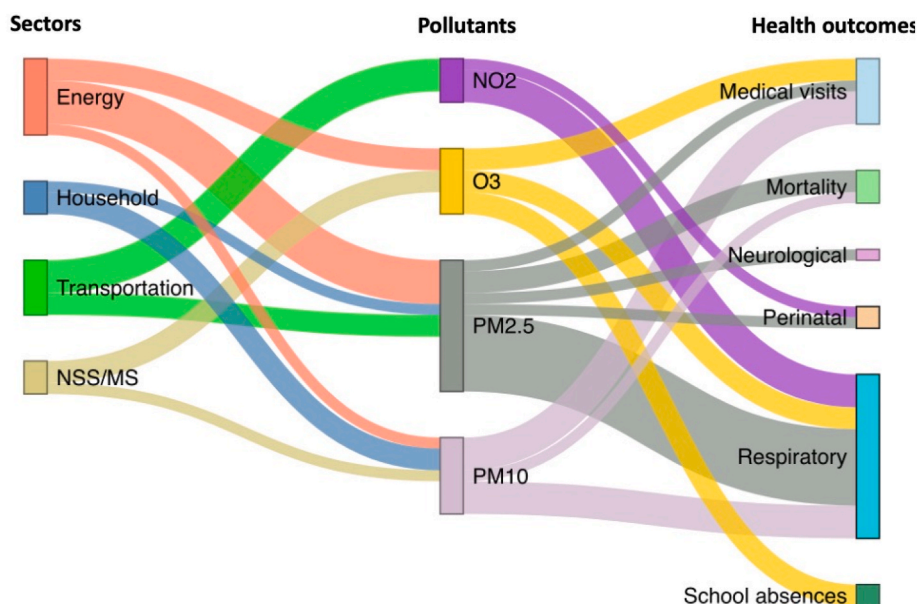 Sectors
Pollutants
Health outcomes
Energy
Household
Transportation
NSS/MS
NO2
O3
PM2.5
PM10
Medical visits
Mortality
Neurological
Perinatal
Respiratory
School absences